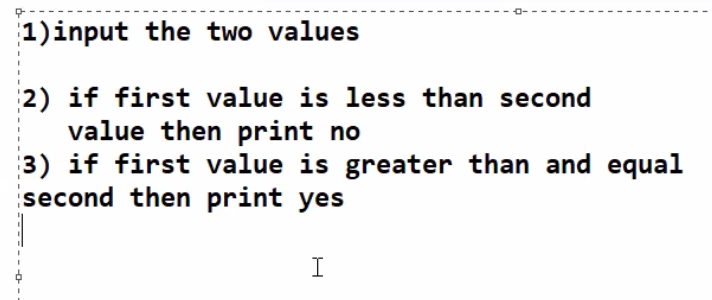 1)input the two values
2) if first value is less than second
value then print no
3) if first value is greater than and equal
second then print yes